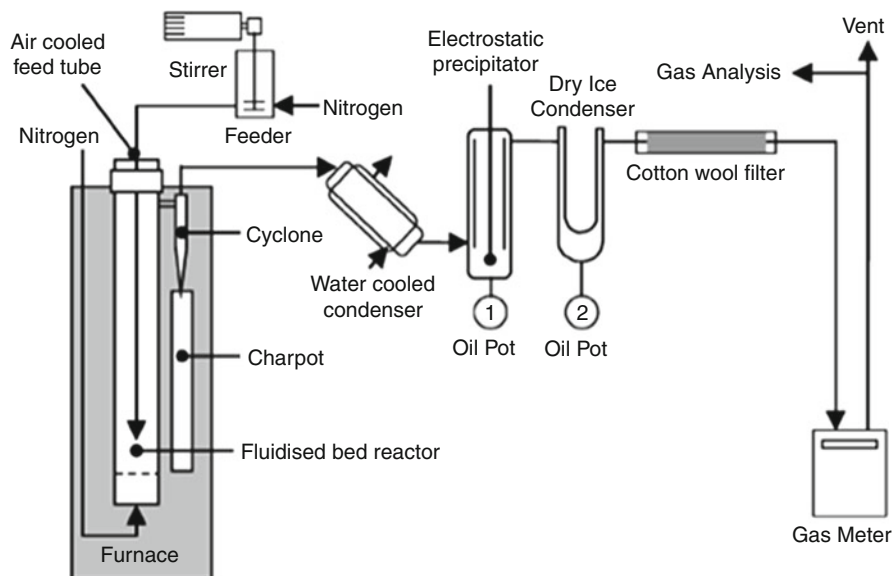 Vent
Electrostatic
precipitator
Air cooled
feed tube
Stirrer
Gas Analysis
Dry Ice
Condenser
Nitrogen
Nitrogen
Feeder
Cotton wool filter
Cyclone
Water cooled
condenser
1
2
Oil Pot
Oil Pot
Charpot
Fluidised bed reactor
Gas Meter
Furnace